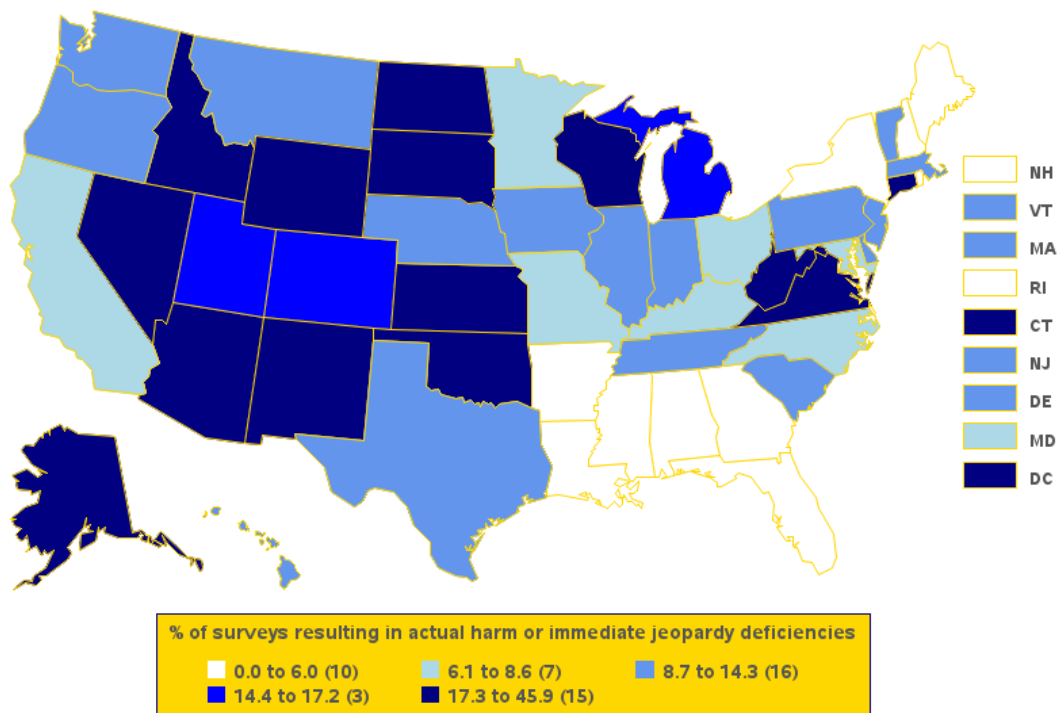 NH
VT
MA
RI
CT
NJ
DE
MD
DC
% of surveys resulting in actual harm or immediate jeopardy deficiencies
0.0 to 6.0 (10) 6.1 to 8.6 (7) 8.7 to 14.3 (16)
14.4 to 17.2 (3) 17.3 to 45.9 (15)